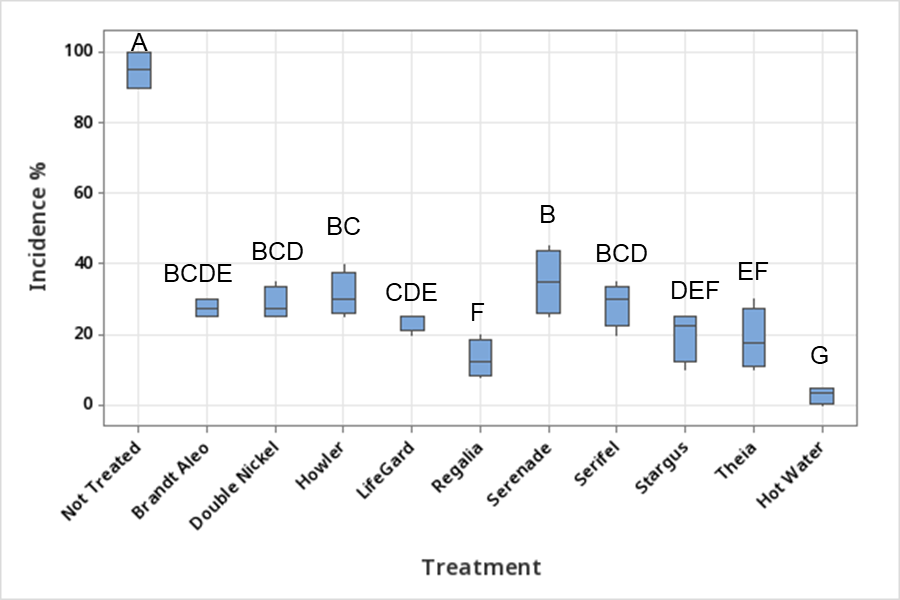 A
100
80
60
40
20
0
Incidence %
BCDE
BCD
BC
CDE
F
B
BCD
DEF
EF
G
Not Treated
Brandt Aleo
Double Nickel
Howler
LifeGard
Regalia
Serenade
Serifel
Stargus
Theia
Hot Water
Treatment